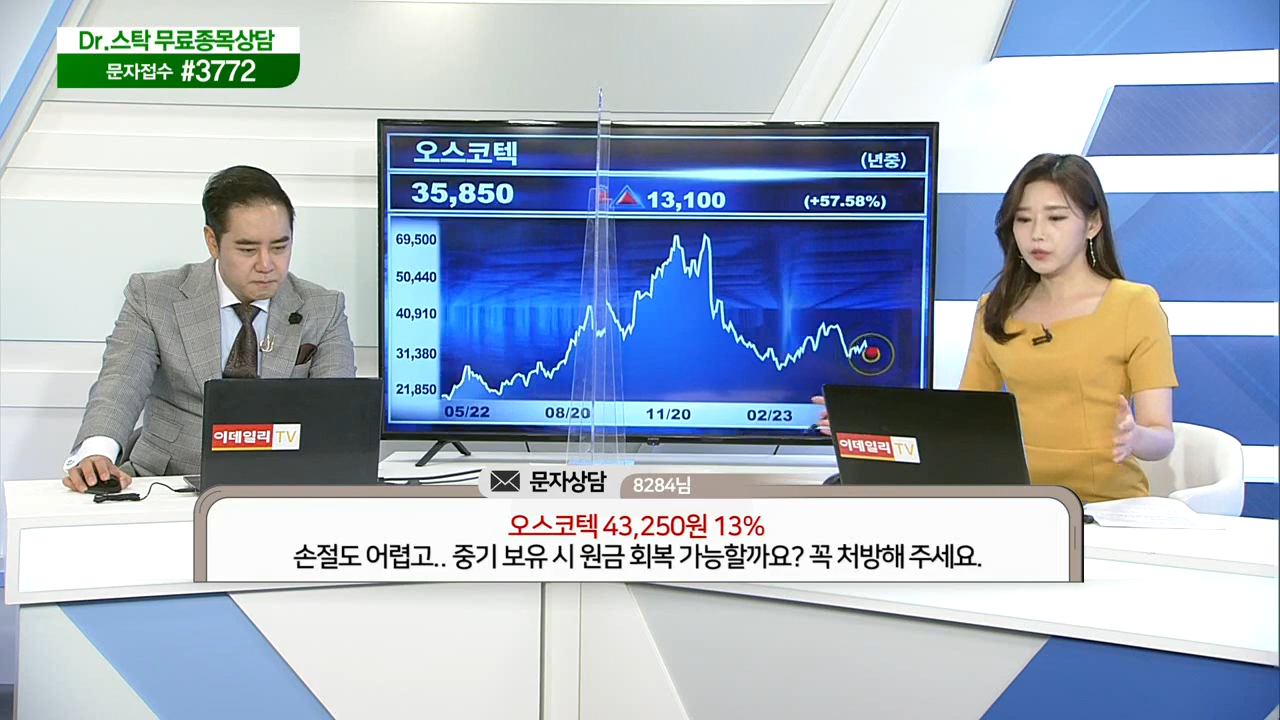 Dr.스탁 무료종목상담
문자접수 #3772
오스코텍 (년중)
35,850 13,100 (+57.58%)
69,500
50,440
40,910
31,380
21,850
05/22 08/20 11/20 02/23
이데일리 TV
이데일리 TV
문자상담 8284님
오스코텍 43,250원 13%
손절도 어렵고.. 중기 보유 시 원금 회복 가능할까요? 꼭 처방해 주세요.